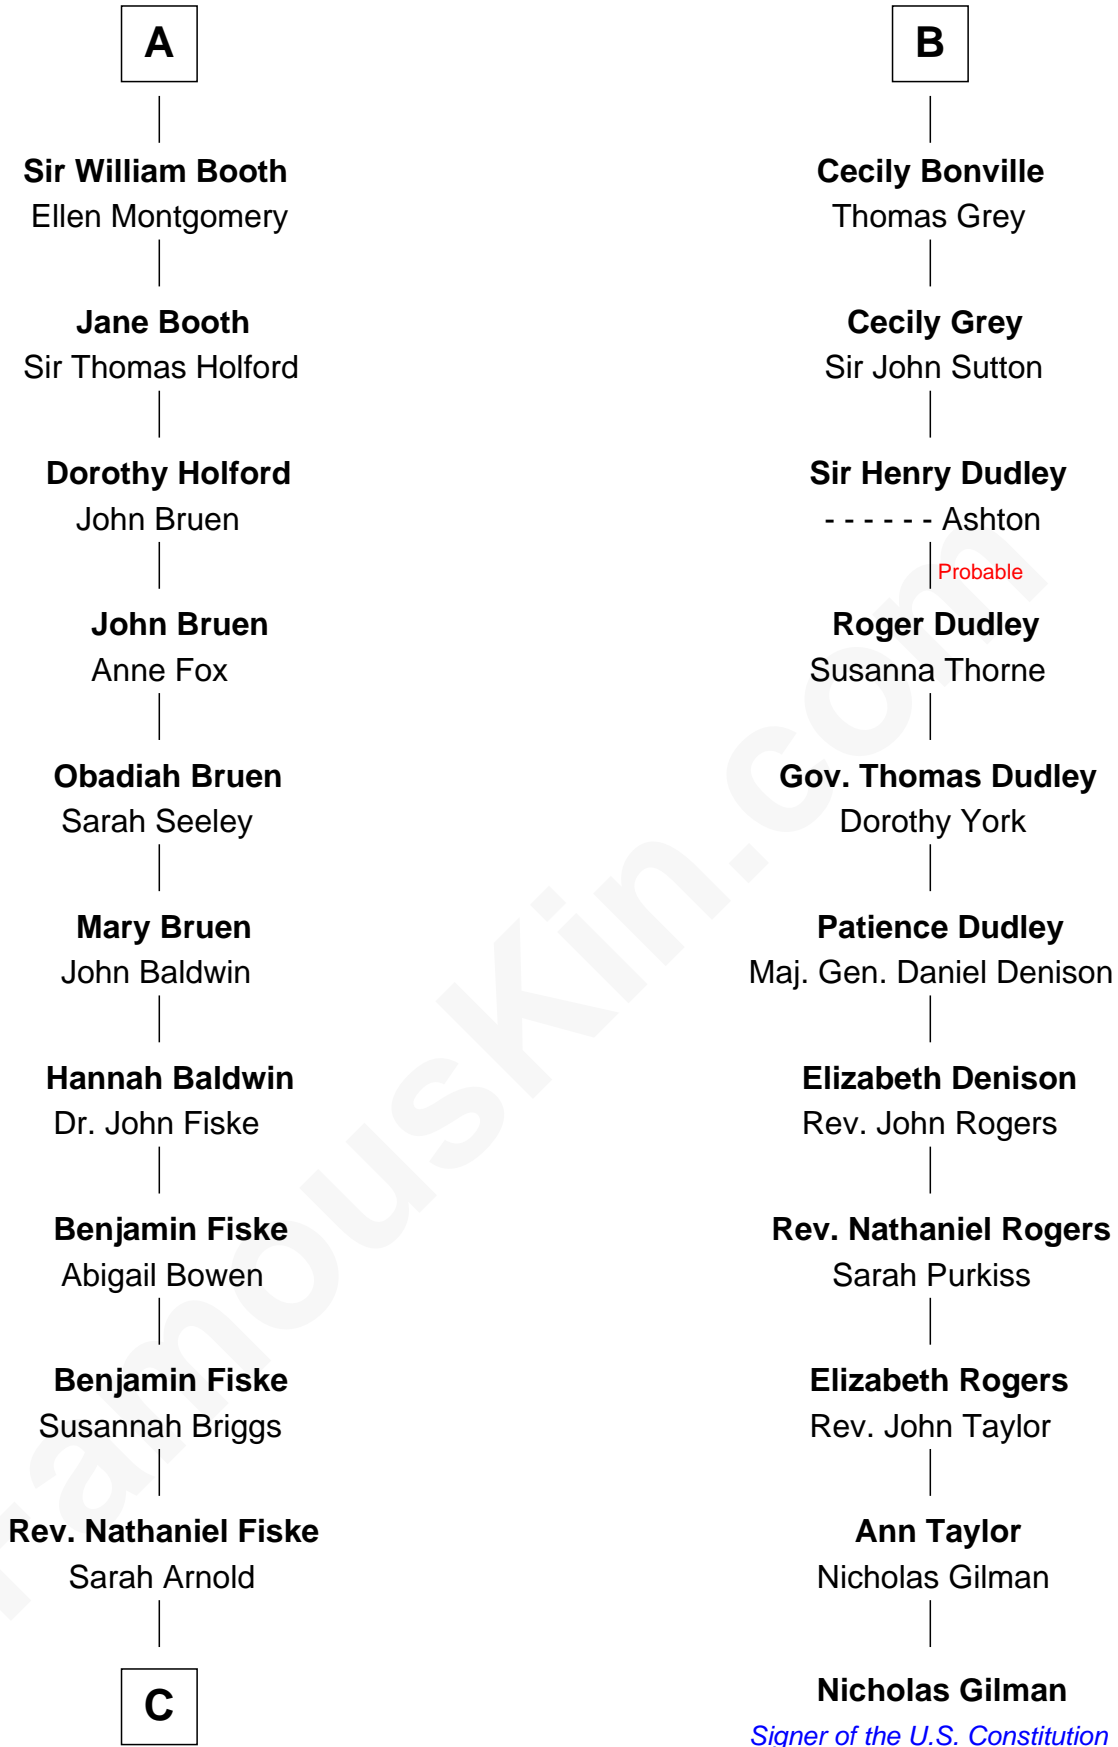 A
Sir William Booth
Ellen Montgomery
Jane Booth
Sir Thomas Holford
Dorothy Holford
John Bruen
John Bruen
Anne Fox
Obadiah Bruen
Sarah Seeley
Mary Bruen
John Baldwin
Hannah Baldwin
Dr. John Fiske
Benjamin Fiske
Abigail Bowen
Benjamin Fiske
Susannah Briggs
Rev. Nathaniel Fiske
Sarah Arnold
C
B
Cecily Bonville
Thomas Grey
Cecily Grey
Sir John Sutton
Sir Henry Dudley
- - - - - - Ashton
Probable
Roger Dudley
Susanna Thorne
Gov. Thomas Dudley
Dorothy York
Patience Dudley
Maj. Gen. Daniel Denison
Elizabeth Denison
Rev. John Rogers
Rev. Nathaniel Rogers
Sarah Purkiss
Elizabeth Rogers
Rev. John Taylor
Ann Taylor
Nicholas Gilman
Nicholas Gilman
Signer of the U.S. Constitution
FamousKin.com